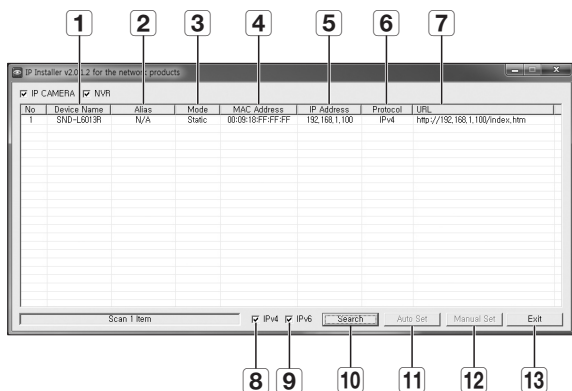 1 2 3 4 5 6 7
IP Installer v2.0.1.2 for the network products
IP CAMERA NVR
No Device Name Alias Mode MAC Address IP Address Protocol URL
1 SND-L6013R N/A Static 00:09:18:FF:FF:FF 192,168,1,100 IPv4 http://192,168,1,100/index,htm
Scan 1 Item IPv4 IPv6 Search Auto Set Manual Set Exit
8 9 10 11 12 13